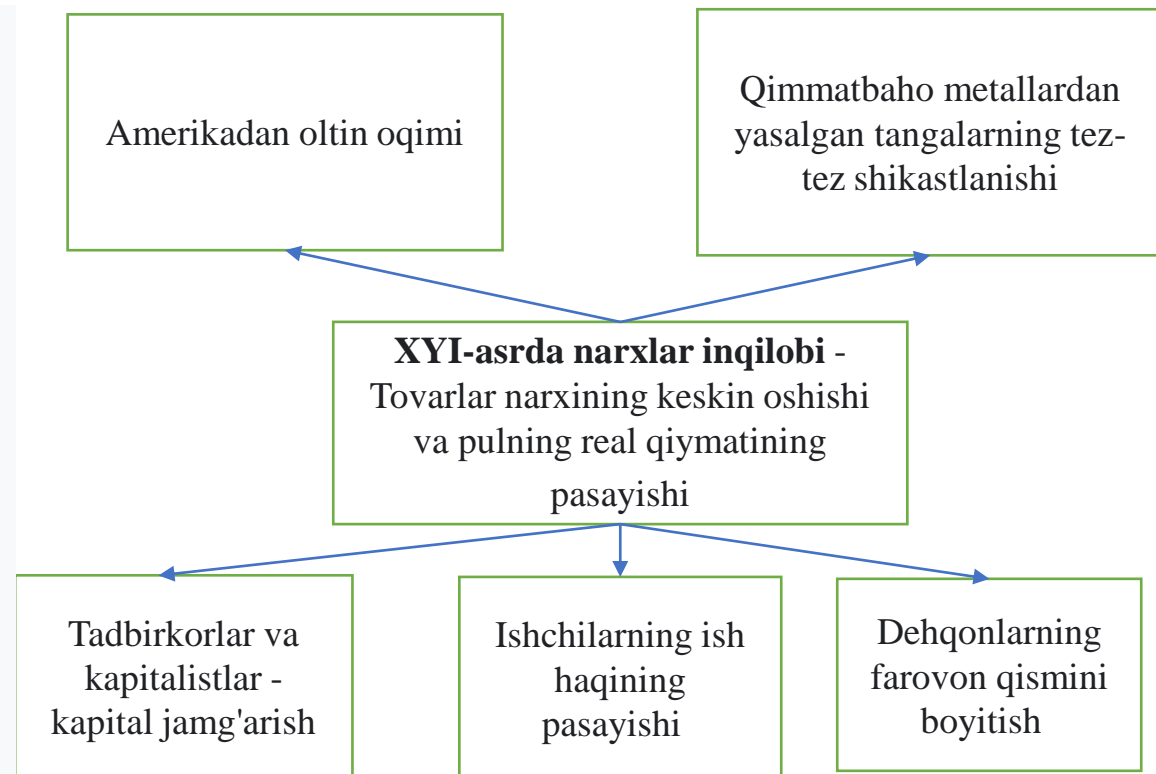 Amerikadan oltin oqimi
Qimmatbaho metallardan
yasalgan tangalarning tez-
tez shikastlanishi
XYI-asrda narxlar inqilobi -
Tovarlar narxining keskin oshishi
va pulning real qiymatining
pasayishi
Tadbirkorlar va
kapitalistlar -
kapital jamg'arish
Ishchilarning ish
haqining
pasayishi
Dehqonlarning
farovon qismini
boyitish